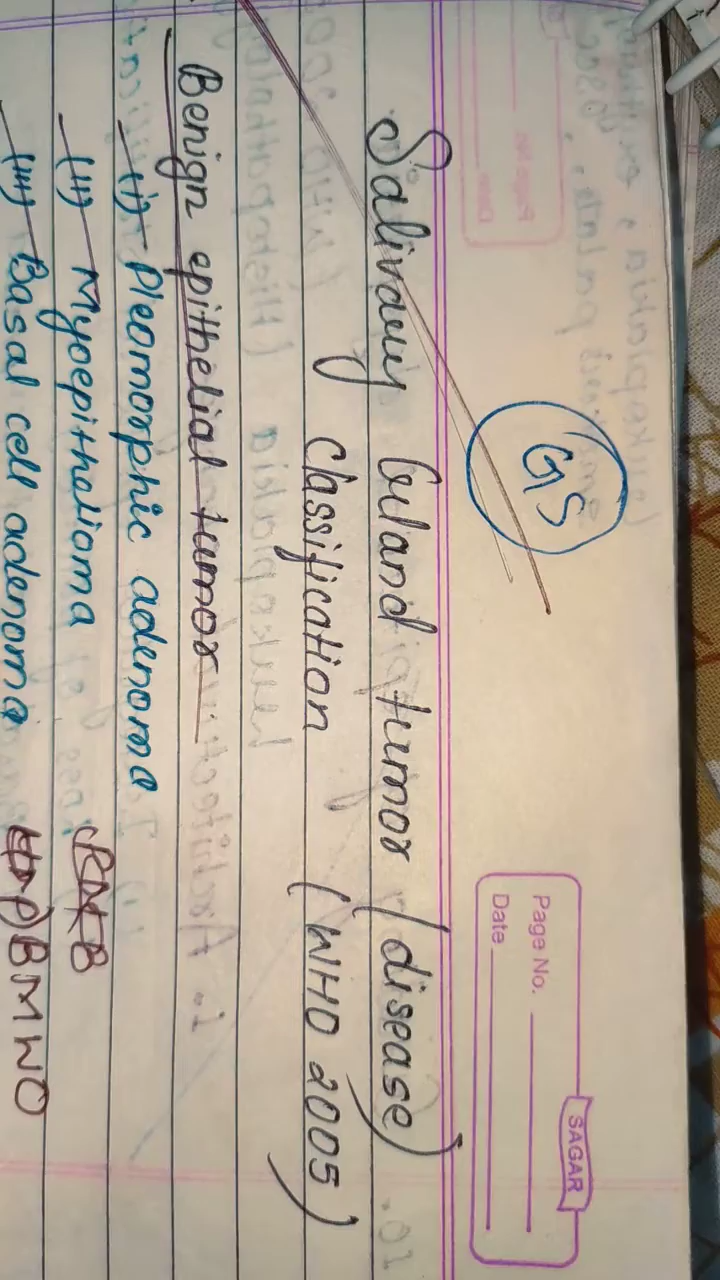 GS
Page No.
Date
SAGAR
Salivary Gland tumor (disease)
classification (WHO 2005)
Benign epithelial tumor
(i) Pleomorphic adenoma
(ii) Myoepithelioma
(iii) Basal cell adenoma BMWO